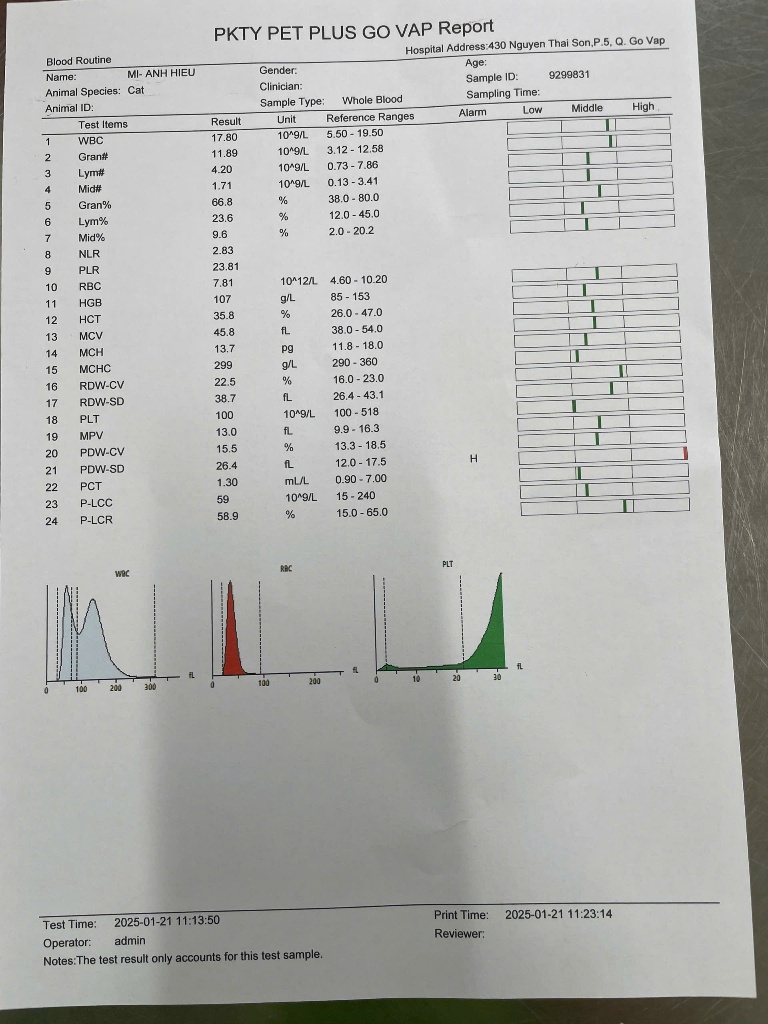 PKTY PET PLUS GO VAP Report
Blood Routine Hospital Address:430 Nguyen Thai Son,P.5, Q. Go Vap
Name: MI- ANH HIEU Gender: Age:
Animal Species: Cat Clinician: Sample ID: 9299831
Animal ID: Sample Type: Whole Blood Sampling Time:
Test Items Result Unit Reference Ranges Alarm Low Middle High
1 WBC 17.80 10^9/L 5.50 - 19.50
2 Gran# 11.89 10^9/L 3.12 - 12.58
3 Lym# 4.20 10^9/L 0.73 - 7.86
4 Mid# 1.71 10^9/L 0.13 - 3.41
5 Gran% 66.8 % 38.0 - 80.0
6 Lym% 23.6 % 12.0 - 45.0
7 Mid% 9.6 % 2.0 - 20.2
8 NLR 2.83
9 PLR 23.81
10 RBC 7.81 10^12/L 4.60 - 10.20
11 HGB 107 g/L 85 - 153
12 HCT 35.8 % 26.0 - 47.0
13 MCV 45.8 fL 38.0 - 54.0
14 MCH 13.7 pg 11.8 - 18.0
15 MCHC 299 g/L 290 - 360
16 RDW-CV 22.5 % 16.0 - 23.0
17 RDW-SD 38.7 fL 26.4 - 43.1
18 PLT 100 10^9/L 100 - 518
19 MPV 13.0 fL 9.9 - 16.3
20 PDW-CV 15.5 % 13.3 - 18.5
21 PDW-SD 26.4 fL 12.0 - 17.5 H
22 PCT 1.30 mL/L 0.90 - 7.00
23 P-LCC 59 10^9/L 15 - 240
24 P-LCR 58.9 % 15.0 - 65.0
WBC RBC PLT
0 100 200 300 fL 0 100 200 fL 0 10 20 30 fL
Test Time: 2025-01-21 11:13:50 Print Time: 2025-01-21 11:23:14
Operator: admin Reviewer:
Notes:The test result only accounts for this test sample.